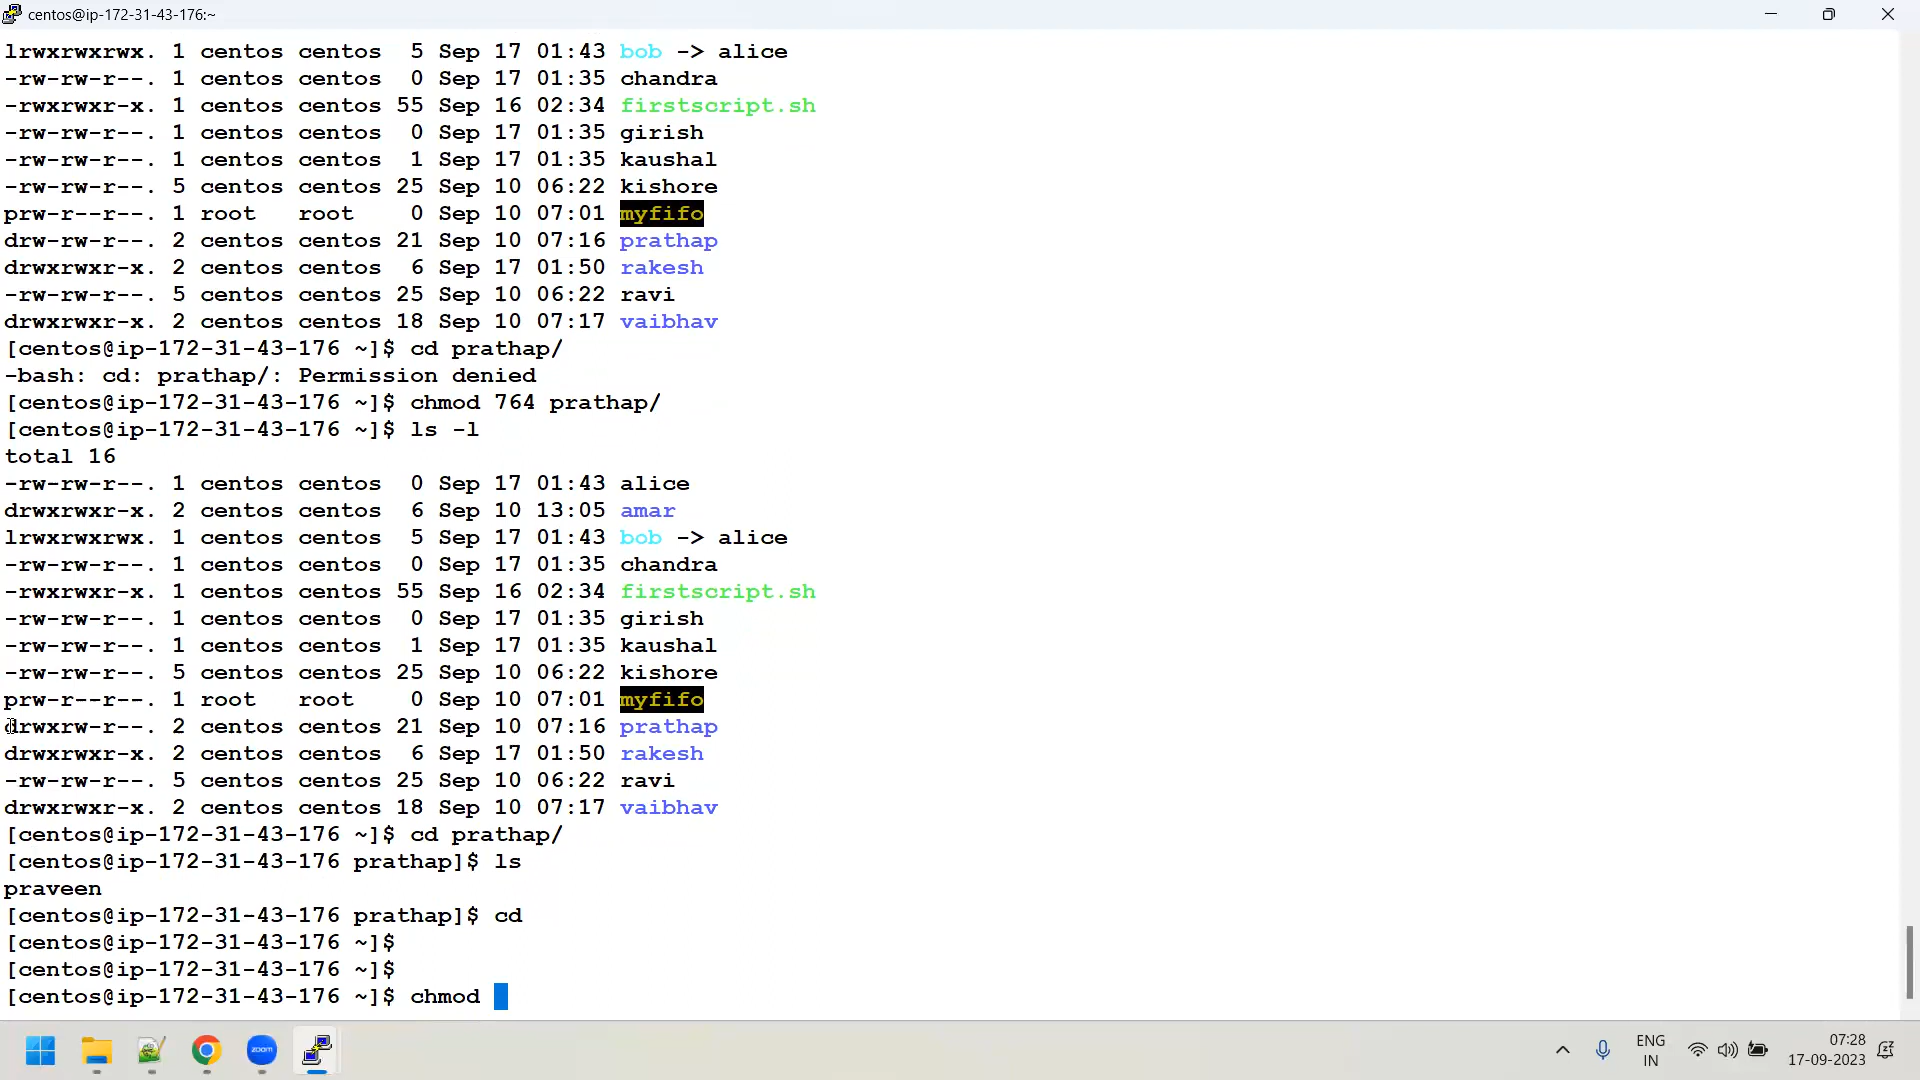 centos@ip-172-31-43-176:~
lrwxrwxrwx. 1 centos centos  5 Sep 17 01:43 bob -> alice
-rw-rw-r--. 1 centos centos  0 Sep 17 01:35 chandra
-rwxrwxr-x. 1 centos centos 55 Sep 16 02:34 firstscript.sh
-rw-rw-r--. 1 centos centos  0 Sep 17 01:35 girish
-rw-rw-r--. 1 centos centos  1 Sep 17 01:35 kaushal
-rw-rw-r--. 5 centos centos 25 Sep 10 06:22 kishore
prw-r--r--. 1 root   root    0 Sep 10 07:01 myfifo
drw-rw-r--. 2 centos centos 21 Sep 10 07:16 prathap
drwxrwxr-x. 2 centos centos  6 Sep 17 01:50 rakesh
-rw-rw-r--. 5 centos centos 25 Sep 10 06:22 ravi
drwxrwxr-x. 2 centos centos 18 Sep 10 07:17 vaibhav
[centos@ip-172-31-43-176 ~]$ cd prathap/
-bash: cd: prathap/: Permission denied
[centos@ip-172-31-43-176 ~]$ chmod 764 prathap/
[centos@ip-172-31-43-176 ~]$ ls -l
total 16
-rw-rw-r--. 1 centos centos  0 Sep 17 01:43 alice
drwxrwxr-x. 2 centos centos  6 Sep 10 13:05 amar
lrwxrwxrwx. 1 centos centos  5 Sep 17 01:43 bob -> alice
-rw-rw-r--. 1 centos centos  0 Sep 17 01:35 chandra
-rwxrwxr-x. 1 centos centos 55 Sep 16 02:34 firstscript.sh
-rw-rw-r--. 1 centos centos  0 Sep 17 01:35 girish
-rw-rw-r--. 1 centos centos  1 Sep 17 01:35 kaushal
-rw-rw-r--. 5 centos centos 25 Sep 10 06:22 kishore
prw-r--r--. 1 root   root    0 Sep 10 07:01 myfifo
drwxrw-r--. 2 centos centos 21 Sep 10 07:16 prathap
drwxrwxr-x. 2 centos centos  6 Sep 17 01:50 rakesh
-rw-rw-r--. 5 centos centos 25 Sep 10 06:22 ravi
drwxrwxr-x. 2 centos centos 18 Sep 10 07:17 vaibhav
[centos@ip-172-31-43-176 ~]$ cd prathap/
[centos@ip-172-31-43-176 prathap]$ ls
praveen
[centos@ip-172-31-43-176 prathap]$ cd
[centos@ip-172-31-43-176 ~]$
[centos@ip-172-31-43-176 ~]$
[centos@ip-172-31-43-176 ~]$ chmod
zoom
ENG
IN
07:28
17-09-2023